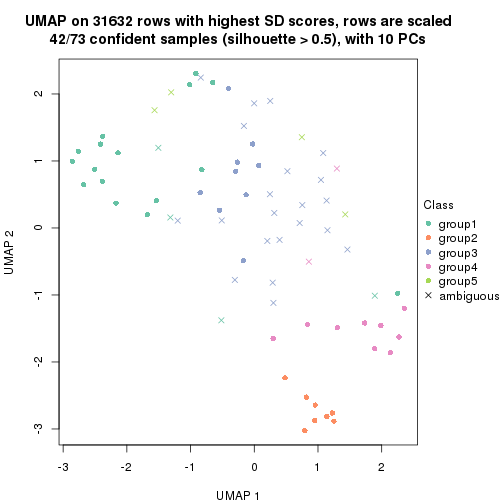 UMAP on 31632 rows with highest SD scores, rows are scaled
42/73 confident samples (silhouette > 0.5), with 10 PCs
UMAP 2
2
1
0
-1
-2
-3
-3
-2
-1
0
1
2
UMAP 1
Class
group1
group2
group3
group4
group5
ambiguous